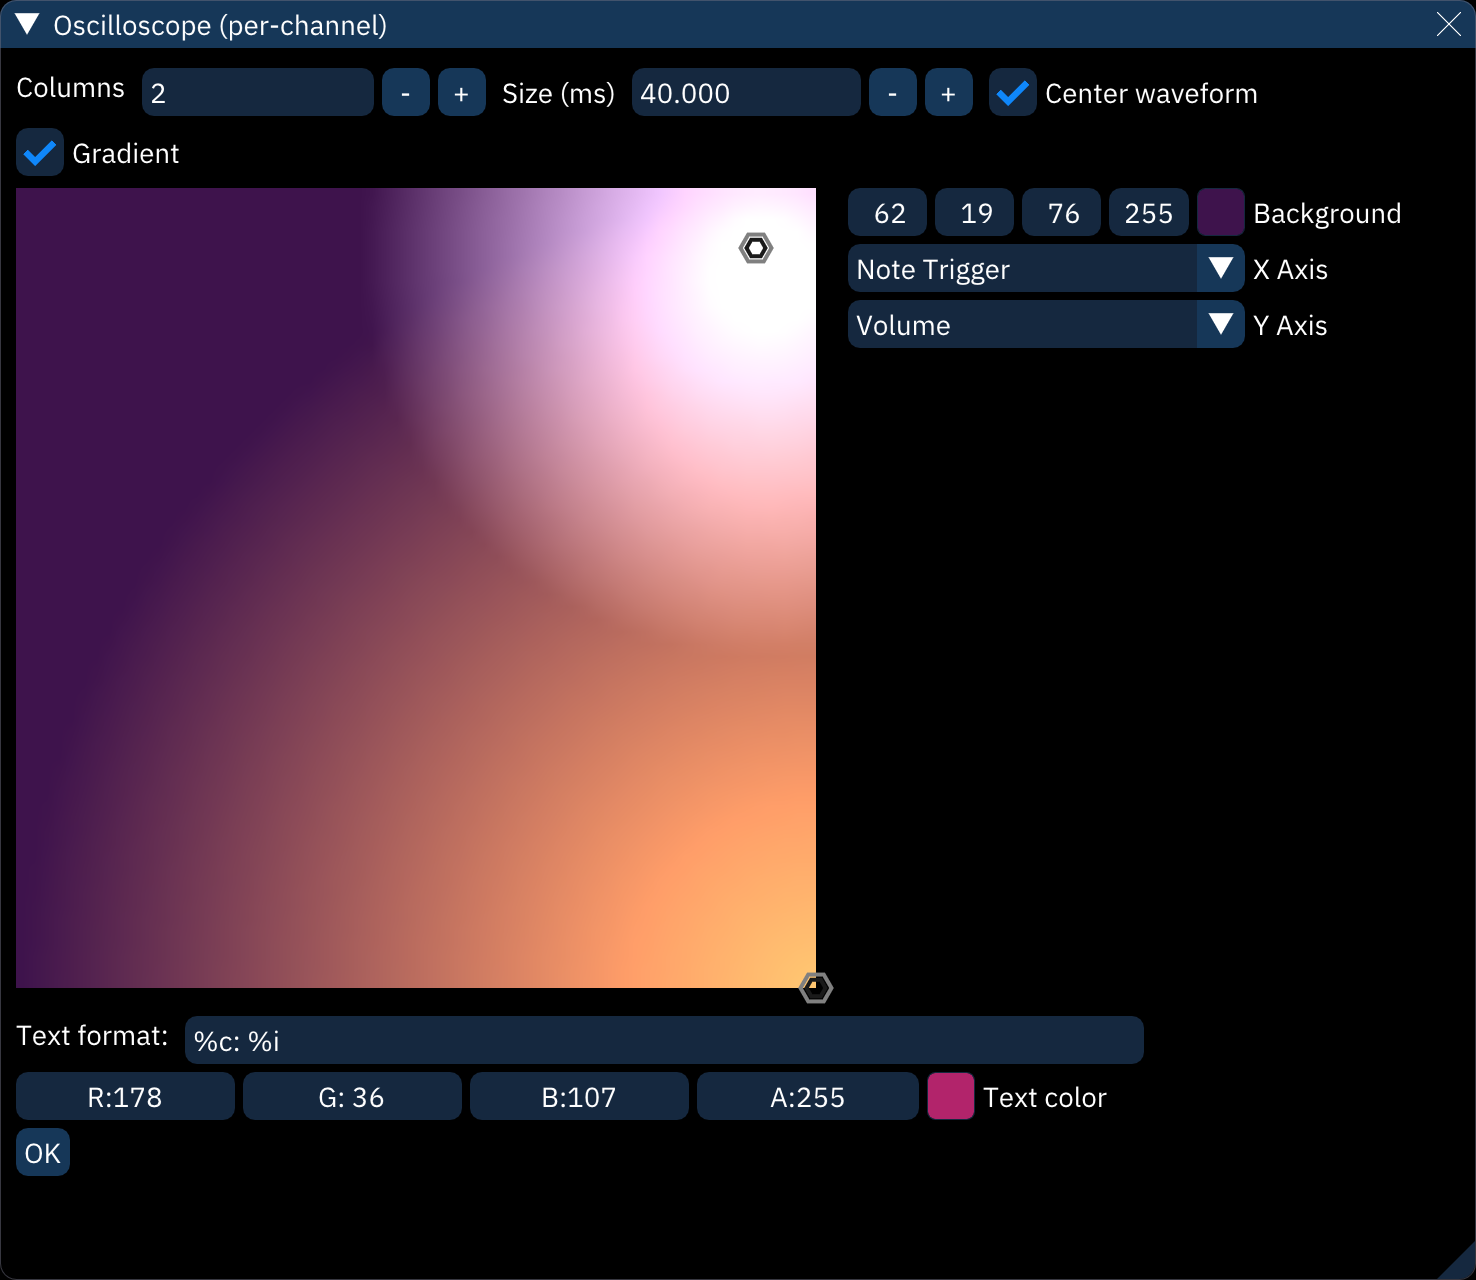 Oscilloscope (per-channel)
Columns 2 - + Size (ms) 40.000 - + Center waveform
Gradient
62 19 76 255 Background
Note Trigger X Axis
Volume Y Axis
Text format: %c: %i
R:178 G: 36 B:107 A:255 Text color
OK